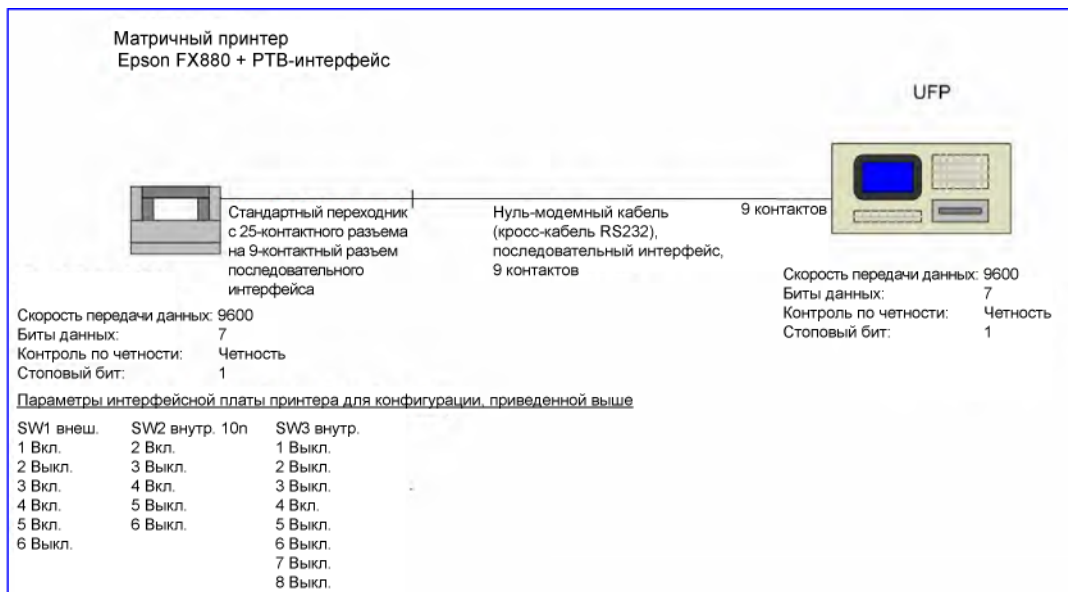 Матричный принтер
Epson FX880 + PTB-интерфейс
UFP
Стандартный переходник
с 25-контактного разъема
на 9-контактный разъем
последовательного
интерфейса
Нуль-модемный кабель
(кросс-кабель RS232),
последовательный интерфейс,
9 контактов
9 контактов
Скорость передачи данных: 9600
Биты данных: 7
Контроль по четности: Четность
Стоповый бит: 1
Скорость передачи данных: 9600
Биты данных: 7
Контроль по четности: Четность
Стоповый бит: 1
Параметры интерфейсной платы принтера для конфигурации, приведенной выше
SW1 внеш. SW2 внутр. 10n SW3 внутр.
1 Вкл. 2 Вкл. 1 Выкл.
2 Выкл. 3 Выкл. 2 Выкл.
3 Вкл. 4 Вкл. 3 Выкл.
4 Вкл. 5 Выкл. 4 Вкл.
5 Вкл. 6 Выкл. 5 Выкл.
6 Выкл. 6 Выкл.
7 Выкл.
8 Выкл.